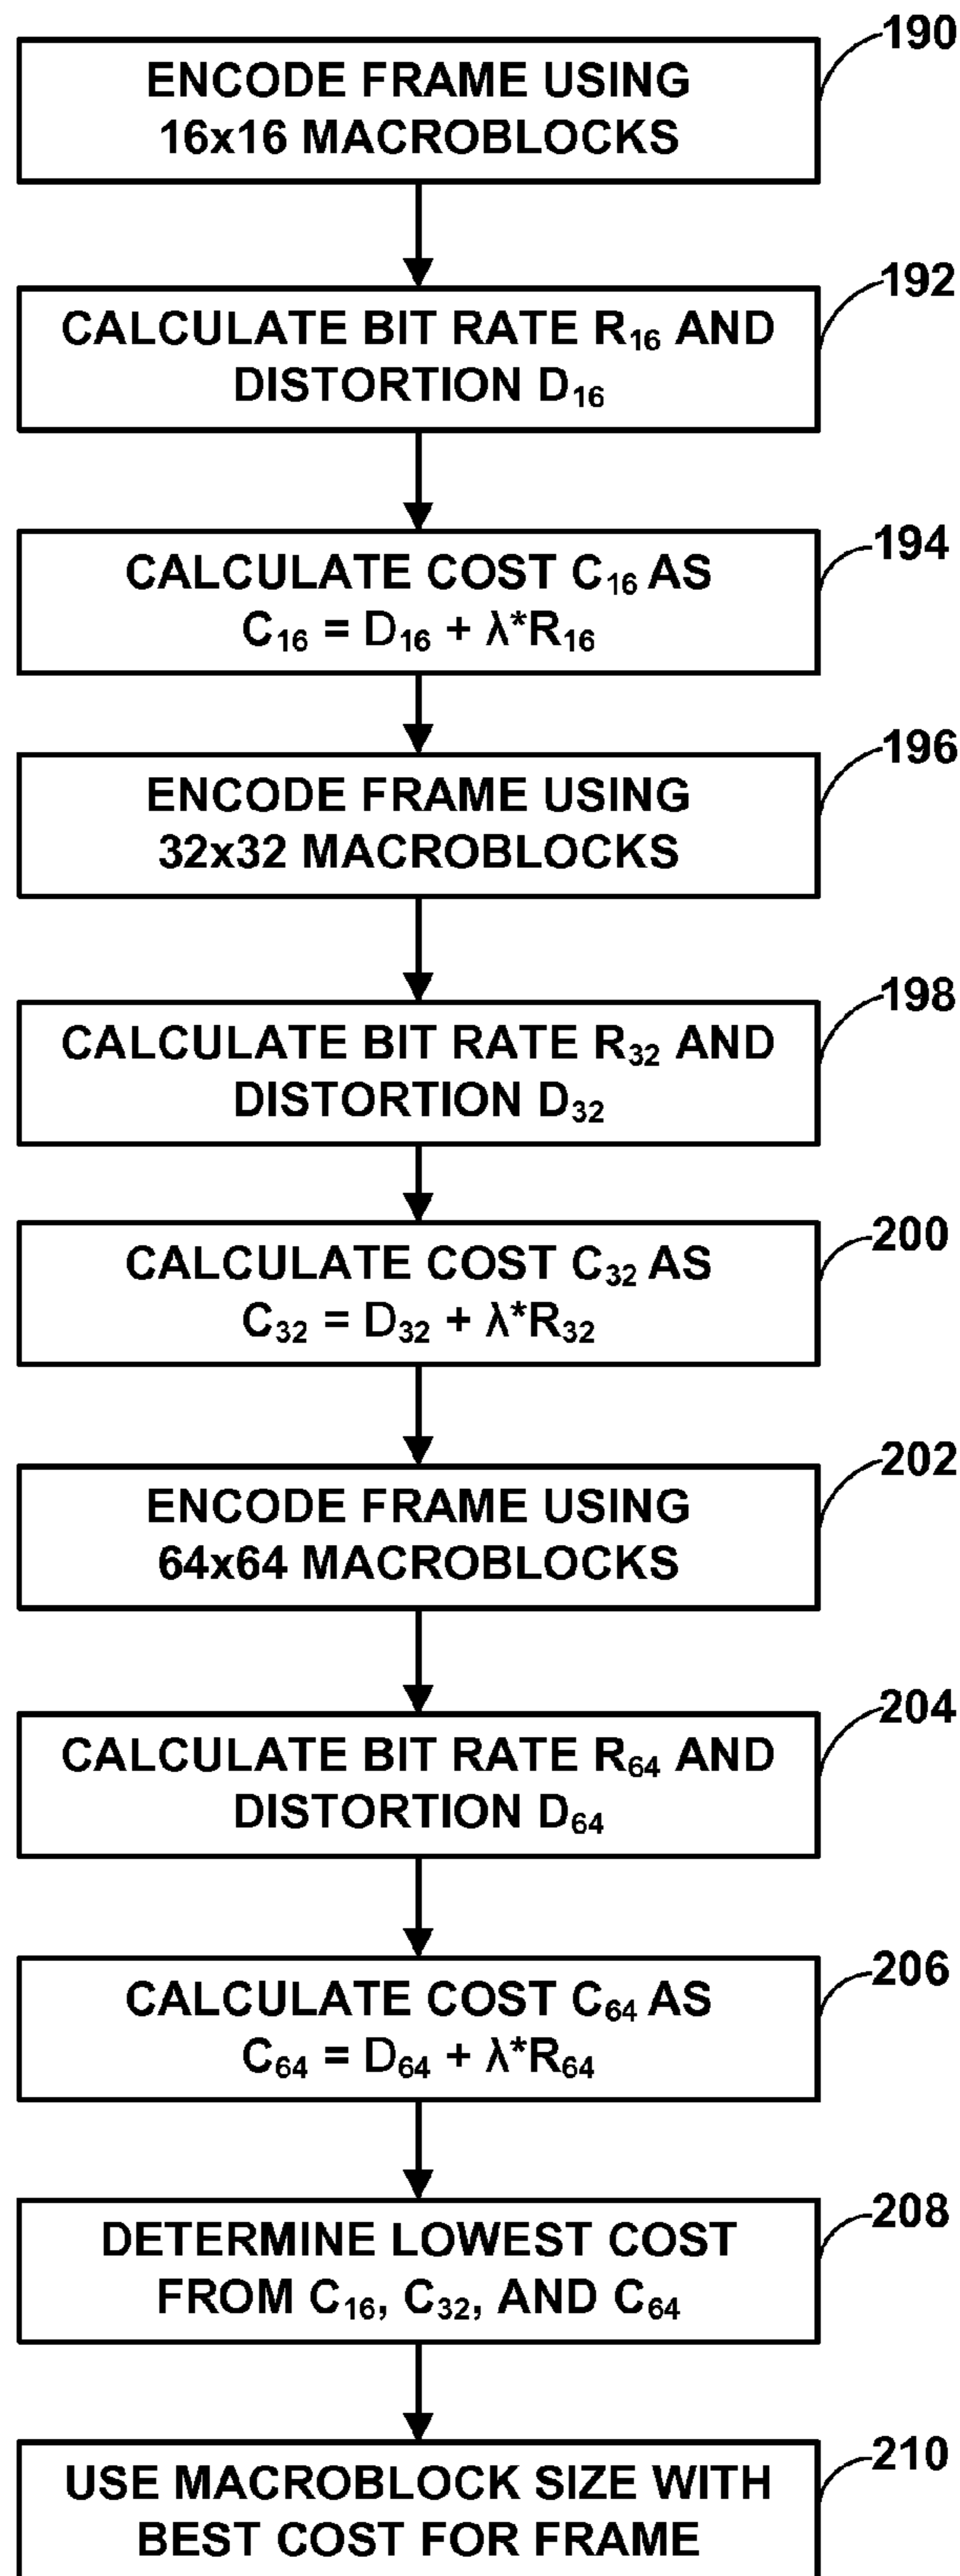 190
ENCODE FRAME USING
16x16 MACROBLOCKS
192
CALCULATE BIT RATE R₁₆ AND
DISTORTION D₁₆
194
CALCULATE COST C₁₆ AS
C₁₆ = D₁₆ + λ*R₁₆
196
ENCODE FRAME USING
32x32 MACROBLOCKS
198
CALCULATE BIT RATE R₃₂ AND
DISTORTION D₃₂
200
CALCULATE COST C₃₂ AS
C₃₂ = D₃₂ + λ*R₃₂
202
ENCODE FRAME USING
64x64 MACROBLOCKS
204
CALCULATE BIT RATE R₆₄ AND
DISTORTION D₆₄
206
CALCULATE COST C₆₄ AS
C₆₄ = D₆₄ + λ*R₆₄
208
DETERMINE LOWEST COST
FROM C₁₆, C₃₂, AND C₆₄
210
USE MACROBLOCK SIZE WITH
BEST COST FOR FRAME